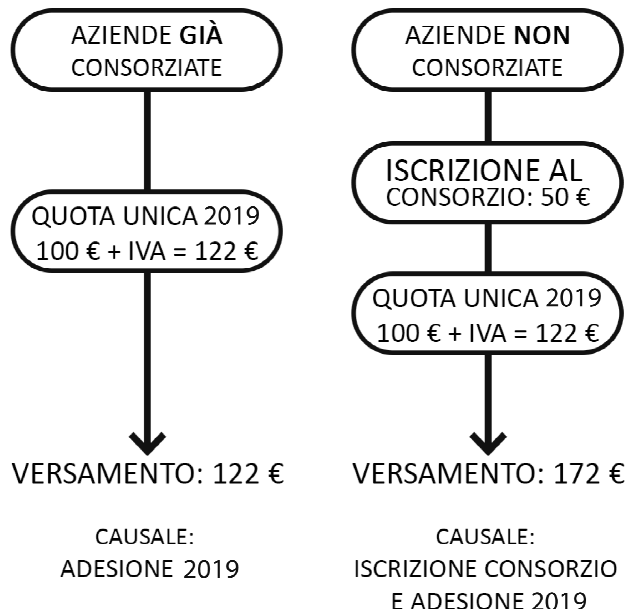 AZIENDE GIÀ
CONSORZIATE
QUOTA UNICA 2019
100 € + IVA = 122 €
VERSAMENTO: 122 €
CAUSALE:
ADESIONE 2019
AZIENDE NON
CONSORZIATE
ISCRIZIONE AL
CONSORZIO: 50 €
QUOTA UNICA 2019
100 € + IVA = 122 €
VERSAMENTO: 172 €
CAUSALE:
ISCRIZIONE CONSORZIO
E ADESIONE 2019